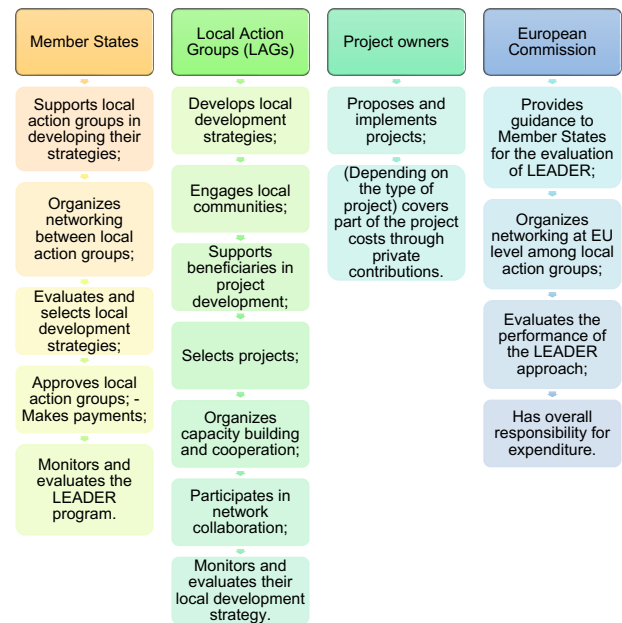 Member States
Supports local
action groups in
developing their
strategies;
Organizes
networking
between local
action groups;
Evaluates and
selects local
development
strategies;
Approves local
action groups; -
Makes payments;
Monitors and
evaluates the
LEADER
program.
Local Action
Groups (LAGs)
Develops local
development
strategies;
Engages local
communities;
Supports
beneficiaries in
project
development;
Selects projects;
Organizes
capacity building
and cooperation;
Participates in
network
collaboration;
Monitors and
evaluates their
local development
strategy.
Project owners
Proposes and
implements
projects;
(Depending on
the type of
project) covers
part of the project
costs through
private
contributions.
European
Commission
Provides
guidance to
Member States
for the evaluation
of LEADER;
Organizes
networking at EU
level among local
action groups;
Evaluates the
performance of
the LEADER
approach;
Has overall
responsibility for
expenditure.